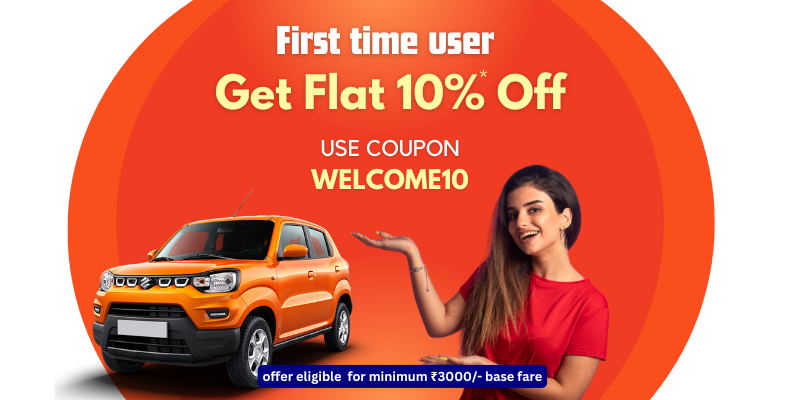 First time user
Get Flat 10%* Off
USE COUPON
WELCOME10
offer eligible for minimum ₹3000/- base fare